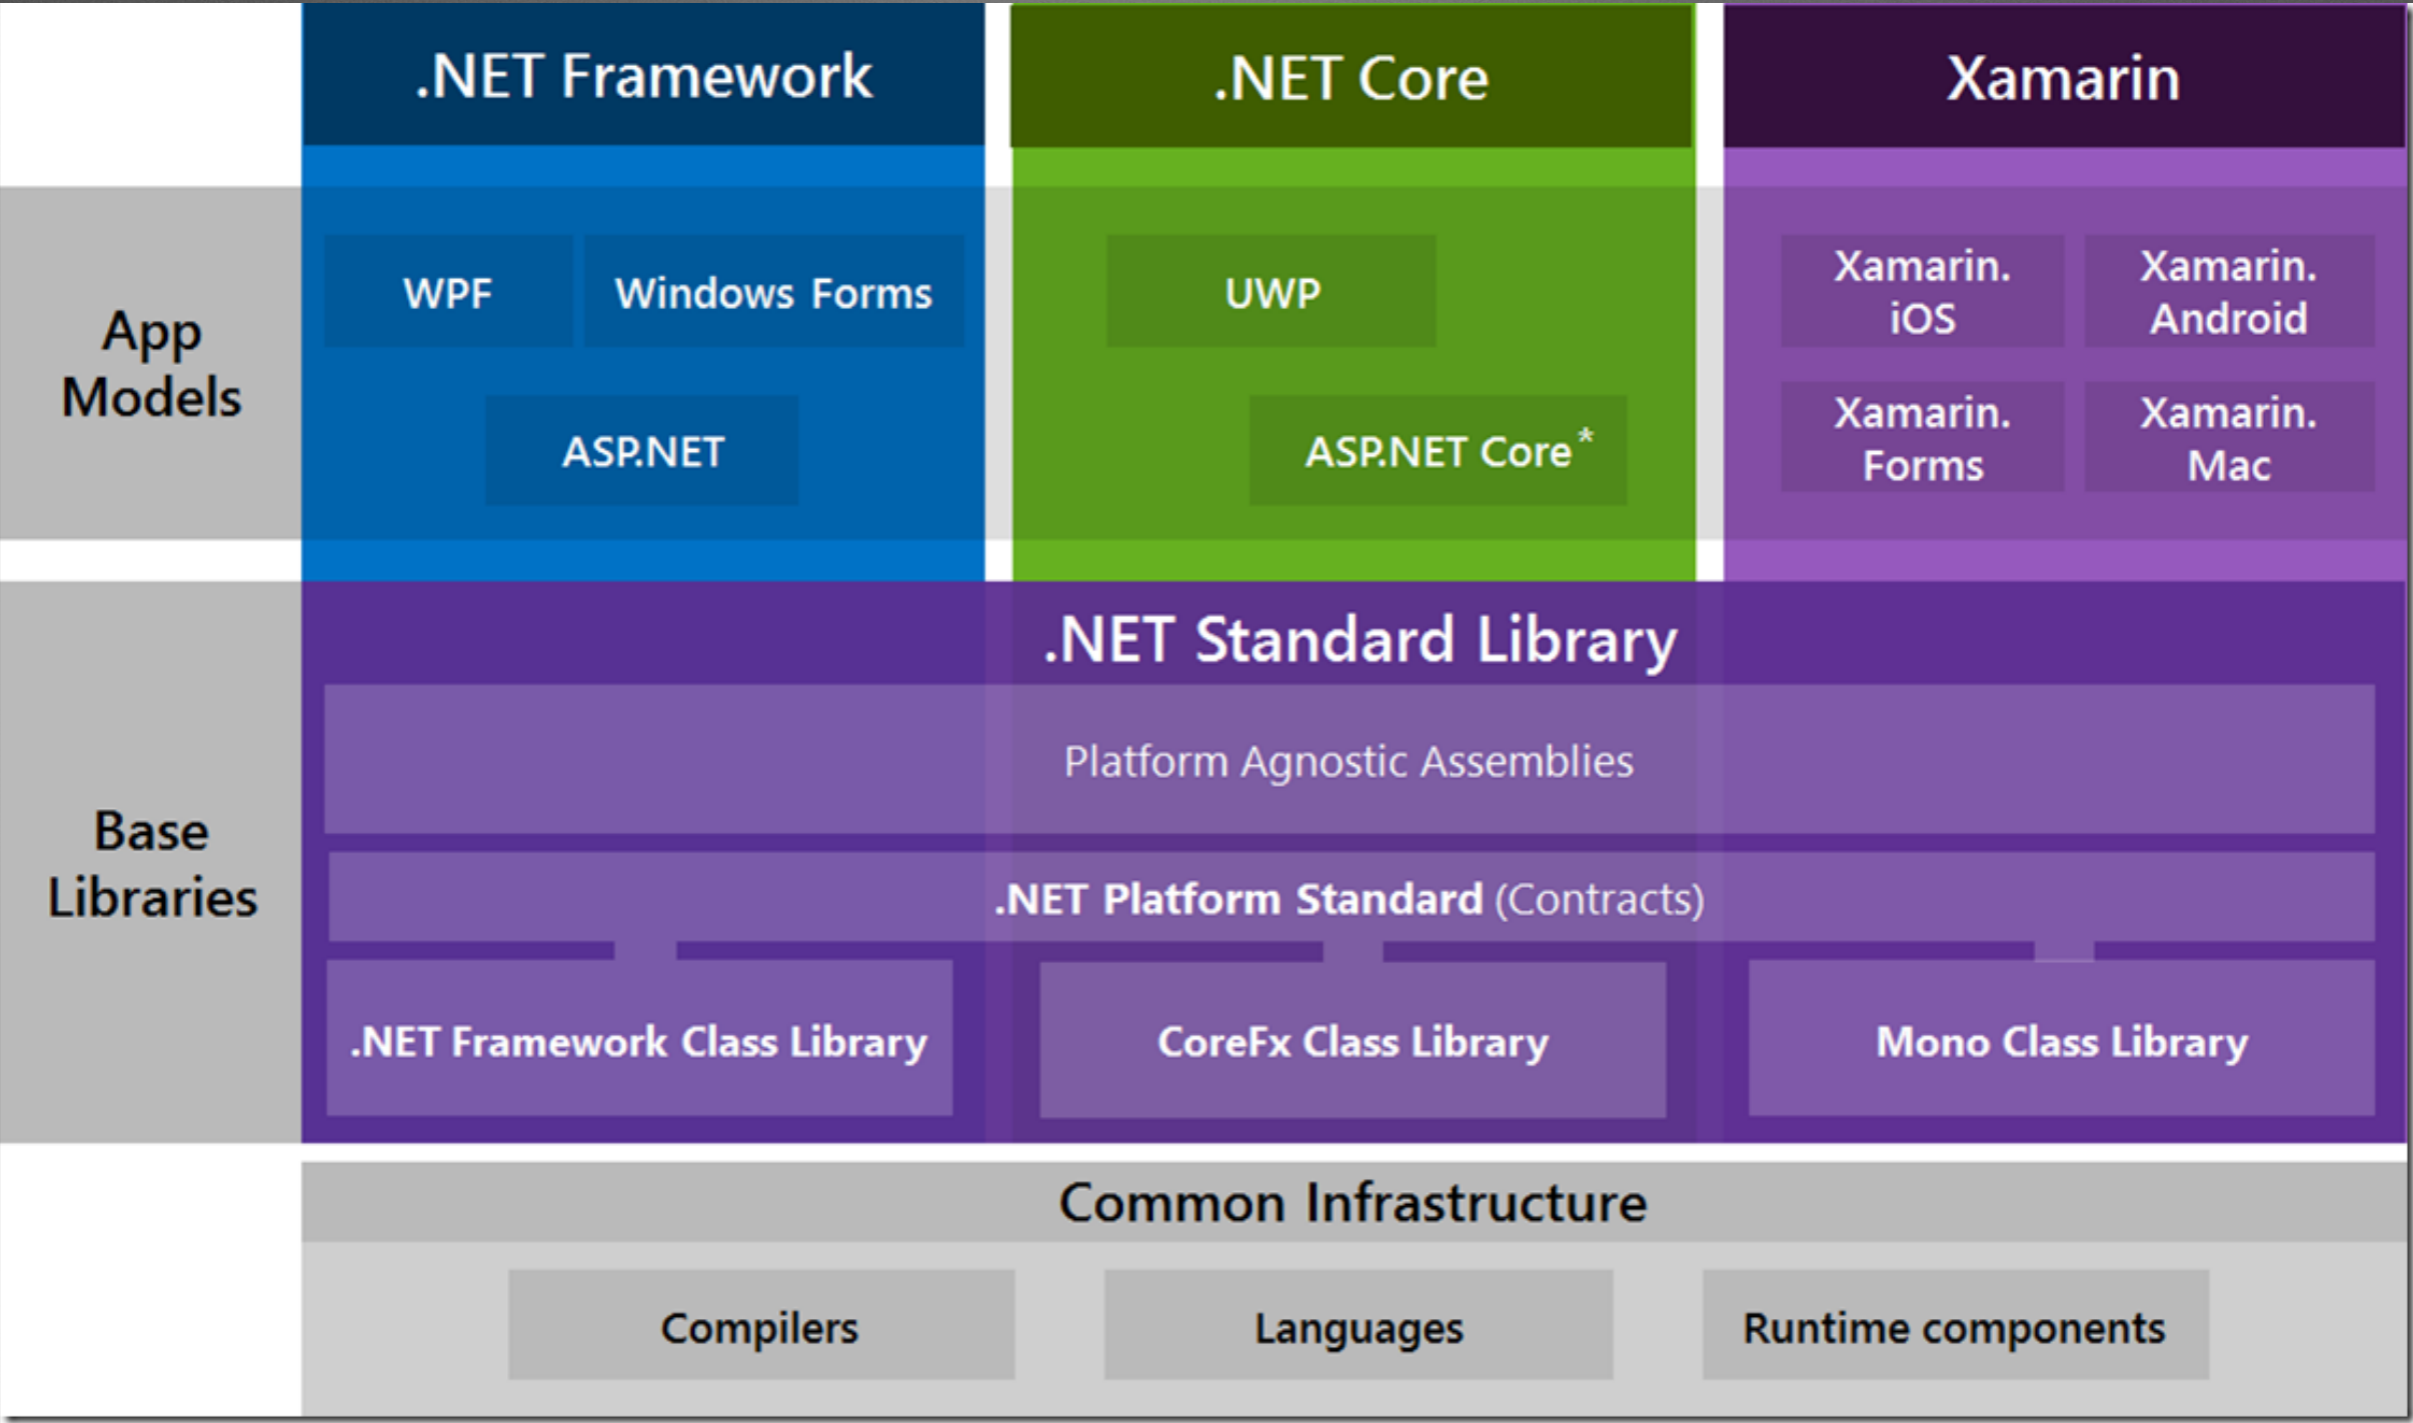 .NET Framework
.NET Core
Xamarin
App
Models
WPF
Windows Forms
ASP.NET
UWP
ASP.NET Core*
Xamarin.
iOS
Xamarin.
Android
Xamarin.
Forms
Xamarin.
Mac
Base
Libraries
.NET Standard Library
Platform Agnostic Assemblies
.NET Platform Standard (Contracts)
.NET Framework Class Library
CoreFx Class Library
Mono Class Library
Common Infrastructure
Compilers
Languages
Runtime components